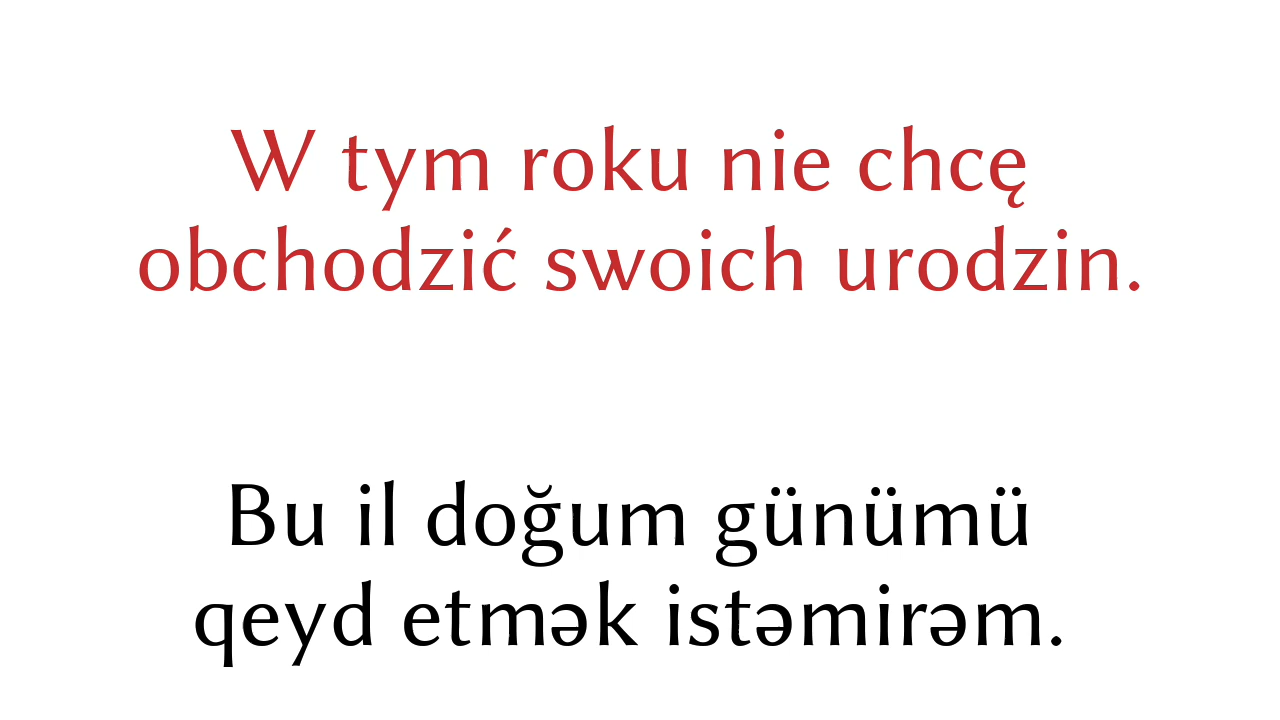 W tym roku nie chcę
obchodzić swoich urodzin.
Bu il doğum günümü
qeyd etmək istəmirəm.